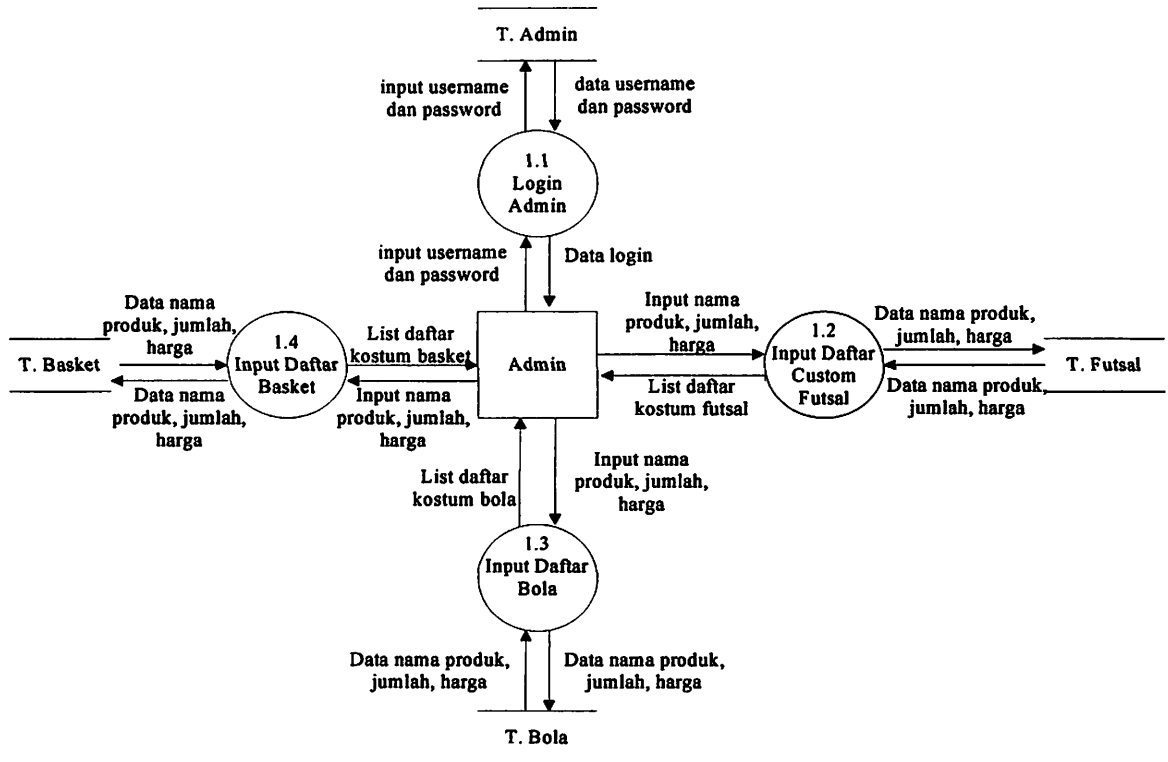 T. Admin
input username
dan password
data username
dan password
1.1
Login
Admin
input username
dan password
Data login
Data nama
produk, jumlah,
harga
T. Basket
Data nama
produk, jumlah,
harga
1.4
Input Daftar
Basket
List daftar
kostum basket
Input nama
produk, jumlah,
harga
Admin
Input nama
produk, jumlah,
harga
List daftar
kostum futsal
1.2
Input Daftar
Custom
Futsal
Data nama produk,
jumlah, harga
Data nama produk,
jumlah, harga
T. Futsal
List daftar
kostum bola
Input nama
produk, jumlah,
harga
1.3
Input Daftar
Bola
Data nama produk,
jumlah, harga
Data nama produk,
jumlah, harga
T. Bola